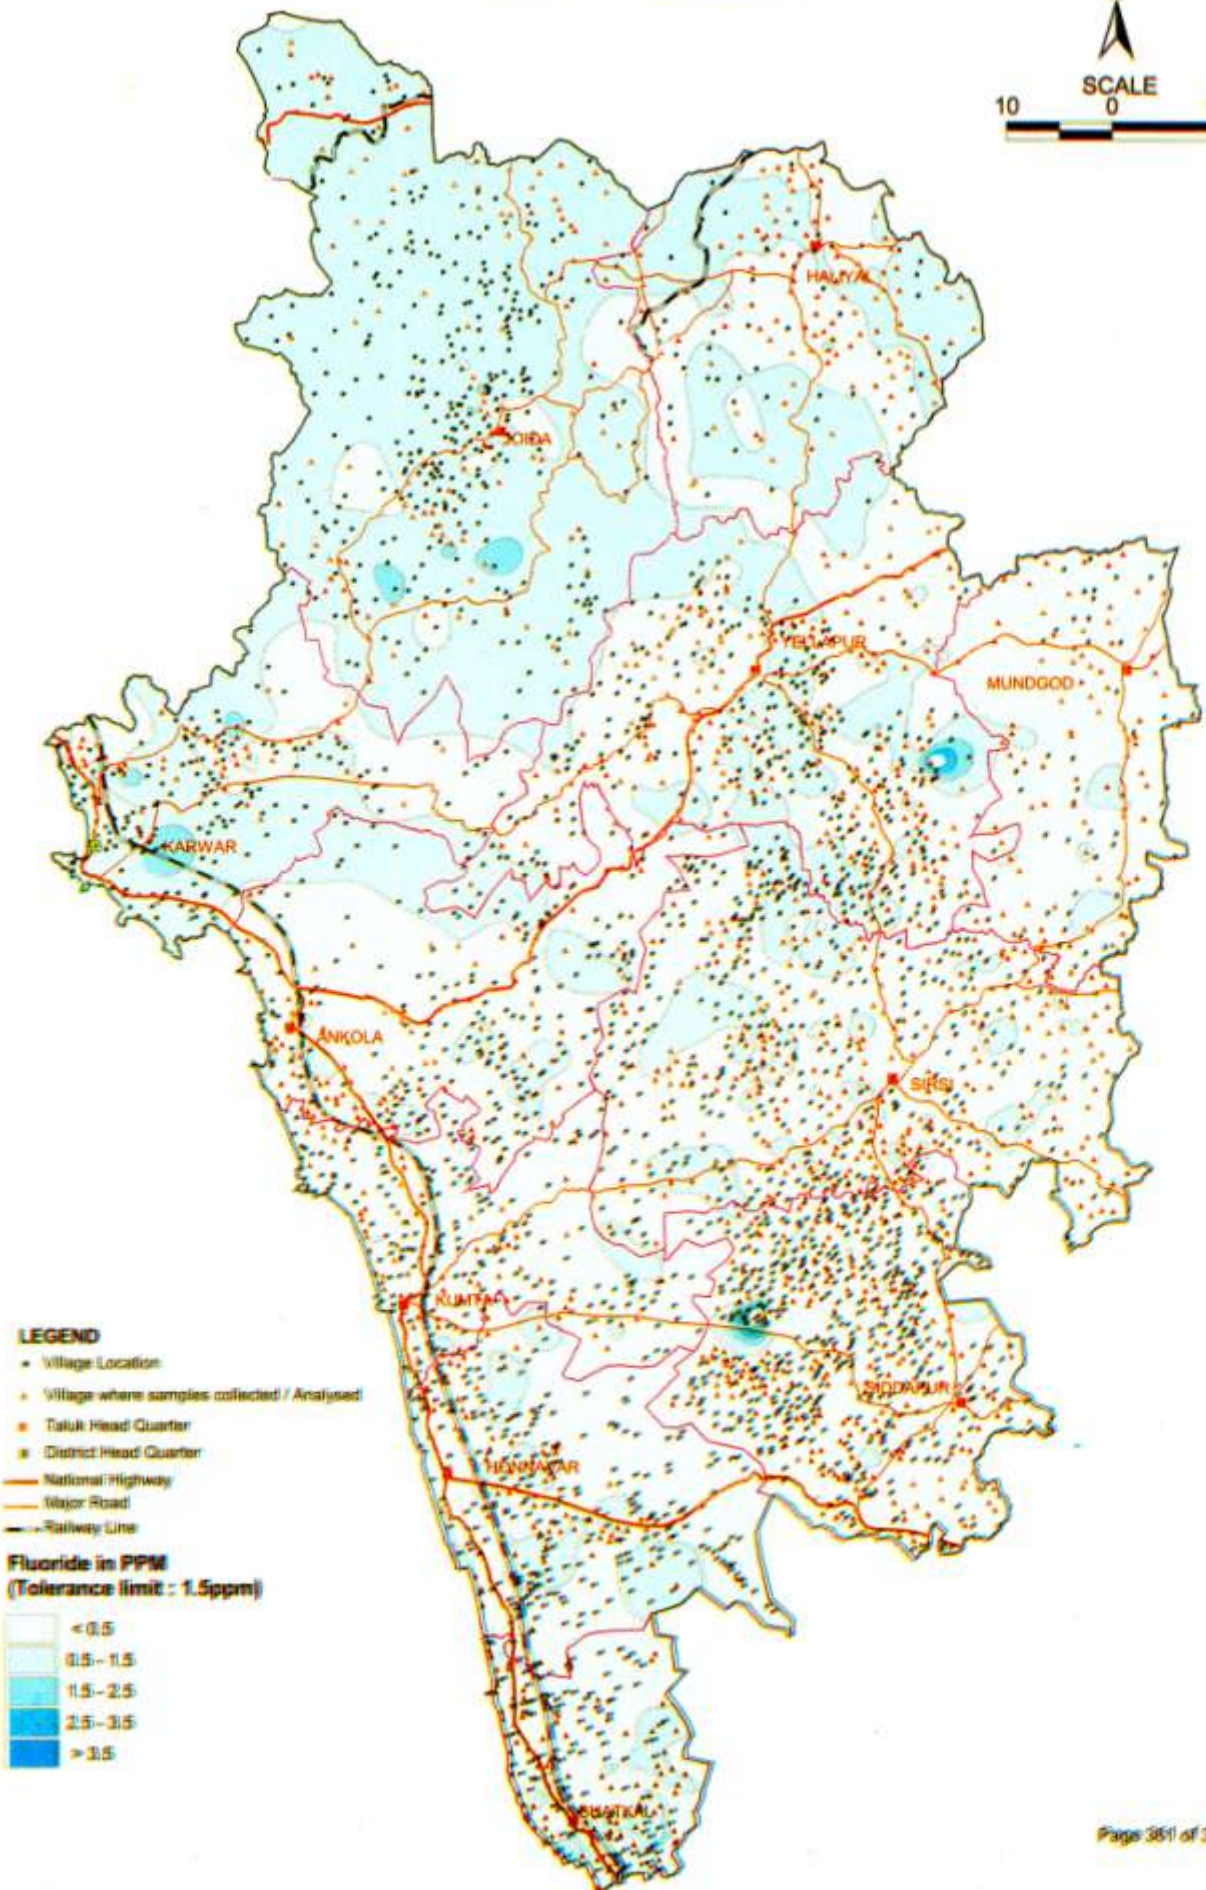 SCALE
10 0
HALIYAL
JOIDA
YELLAPUR
MUNDGOD
KARWAR
ANKOLA
SIRSI
KUMTA
SIDDAPUR
HONNAVAR
BHATKAL
LEGEND
Village Location
Village where samples collected / Analysed
Taluk Head Quarter
District Head Quarter
National Highway
Major Road
Railway Line
Fluoride in PPM
(Tolerance limit : 1.5ppm)
< 0.5
0.5 - 1.5
1.5 - 2.5
2.5 - 3.5
> 3.5
Page 381 of